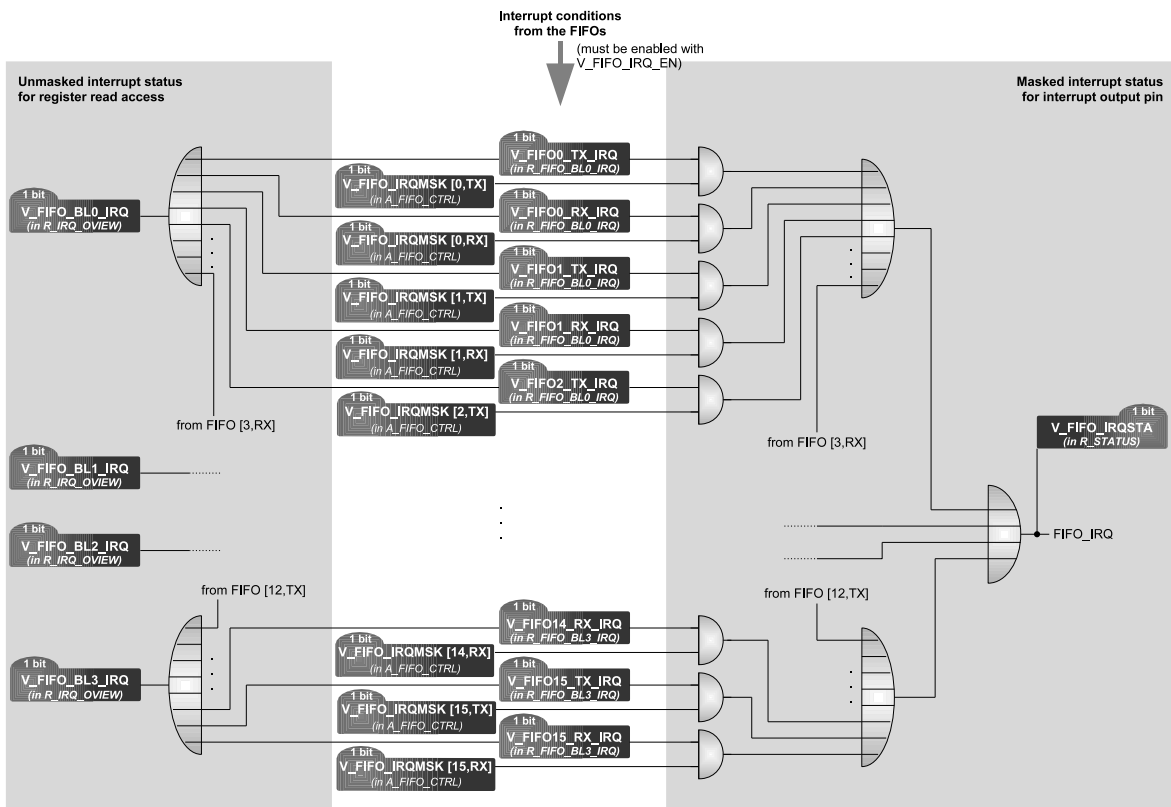 Interrupt conditions
from the FIFOs
(must be enabled with
V_FIFO_IRQ_EN)
Unmasked interrupt status
for register read access
Masked interrupt status
for interrupt output pin
1 bit
V_FIFO0_TX_IRQ
(in R_FIFO_BL0_IRQ)
1 bit
V_FIFO_IRQMSK [0,TX]
(in A_FIFO_CTRL)
1 bit
V_FIFO_BL0_IRQ
(in R_IRQ_OVIEW)
1 bit
V_FIFO0_RX_IRQ
(in R_FIFO_BL0_IRQ)
1 bit
V_FIFO_IRQMSK [0,RX]
(in A_FIFO_CTRL)
1 bit
V_FIFO1_TX_IRQ
(in R_FIFO_BL0_IRQ)
1 bit
V_FIFO_IRQMSK [1,TX]
(in A_FIFO_CTRL)
1 bit
V_FIFO1_RX_IRQ
(in R_FIFO_BL0_IRQ)
1 bit
V_FIFO_IRQMSK [1,RX]
(in A_FIFO_CTRL)
1 bit
V_FIFO2_TX_IRQ
(in R_FIFO_BL0_IRQ)
1 bit
V_FIFO_IRQMSK [2,TX]
(in A_FIFO_CTRL)
from FIFO [3,RX]
from FIFO [3,RX]
1 bit
V_FIFO_IRQSTA
(in R_STATUS)
1 bit
V_FIFO_BL1_IRQ
(in R_IRQ_OVIEW)
1 bit
V_FIFO_BL2_IRQ
(in R_IRQ_OVIEW)
FIFO_IRQ
from FIFO [12,TX]
from FIFO [12,TX]
1 bit
V_FIFO14_RX_IRQ
(in R_FIFO_BL3_IRQ)
1 bit
V_FIFO_IRQMSK [14,RX]
(in A_FIFO_CTRL)
1 bit
V_FIFO_BL3_IRQ
(in R_IRQ_OVIEW)
1 bit
V_FIFO15_TX_IRQ
(in R_FIFO_BL3_IRQ)
1 bit
V_FIFO_IRQMSK [15,TX]
(in A_FIFO_CTRL)
1 bit
V_FIFO15_RX_IRQ
(in R_FIFO_BL3_IRQ)
1 bit
V_FIFO_IRQMSK [15,RX]
(in A_FIFO_CTRL)